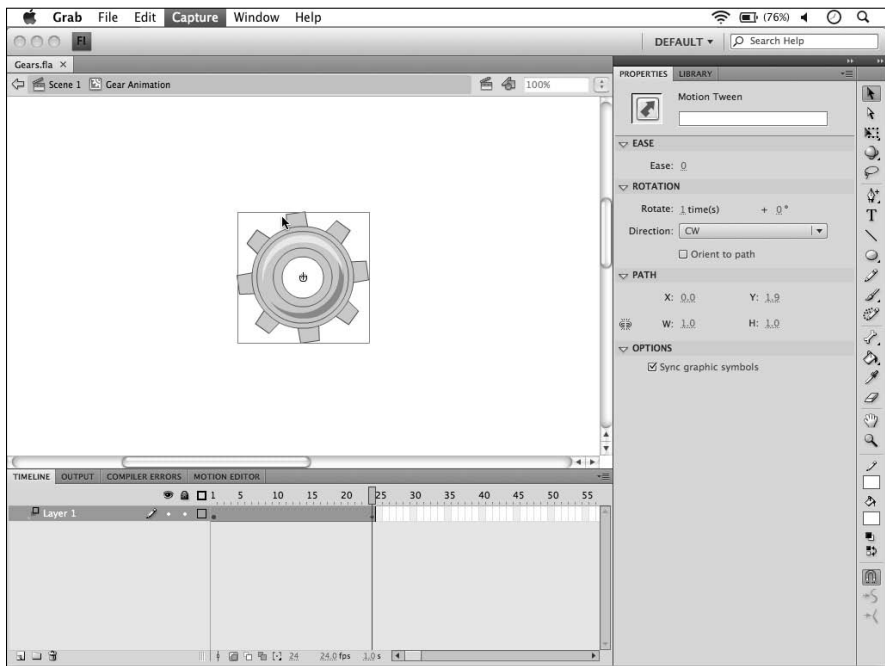 Grab File Edit Capture Window Help (76%)
Fl DEFAULT Search Help
Gears.fla ×
Scene 1 Gear Animation 100%
PROPERTIES LIBRARY
Motion Tween
EASE
Ease: 0
ROTATION
Rotate: 1 time(s) + 0°
Direction: CW
Orient to path
PATH
X: 0.0 Y: 1.9
W: 1.0 H: 1.0
OPTIONS
Sync graphic symbols
T
TIMELINE OUTPUT COMPILER ERRORS MOTION EDITOR
1 5 10 15 20 25 30 35 40 45 50 55
Layer 1
24 24.0 fps 1.0 s